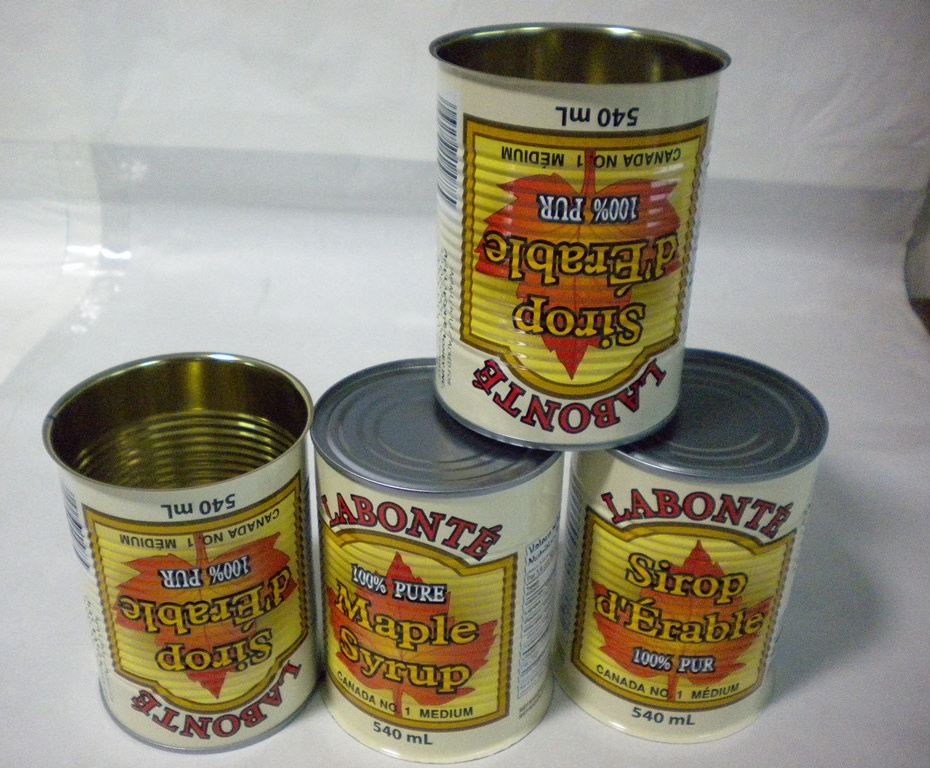 540 mL
CANADA NO. 1 MÉDIUM
100% PUR
d'Érable
Sirop
LABONTÉ
540 mL
CANADA NO. 1 MÉDIUM
100% PUR
d'Érable
Sirop
LABONTÉ
LABONTÉ
100% PURE
Maple
Syrup
CANADA NO. 1 MEDIUM
540 mL
LABONTÉ
Sirop
d'Érable
100% PUR
CANADA NO. 1 MÉDIUM
540 mL